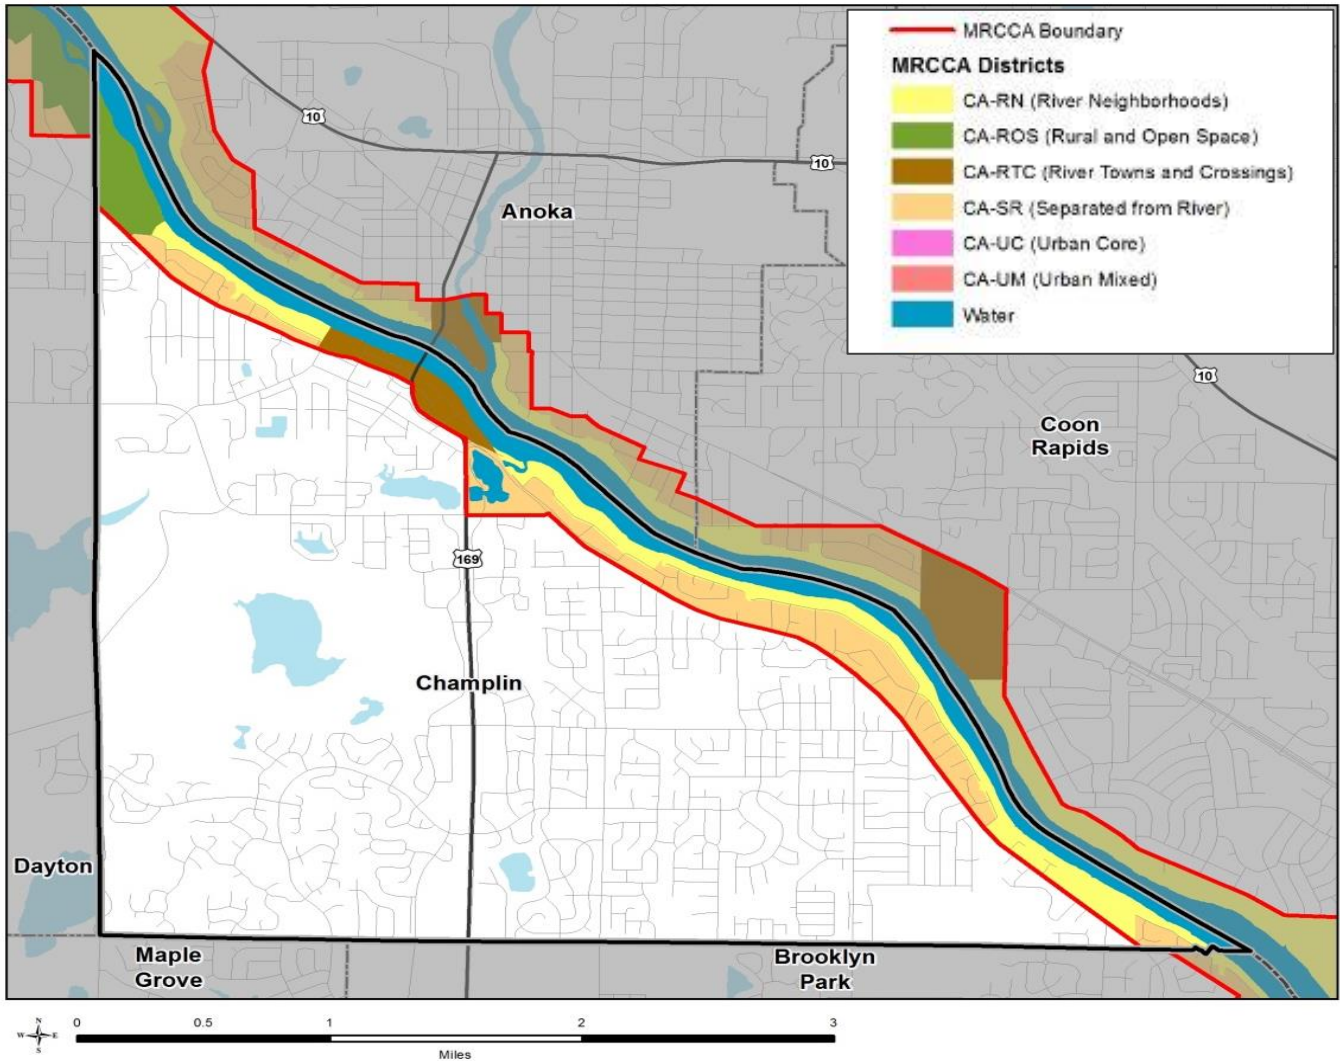 MRCCA Boundary
MRCCA Districts
CA-RN (River Neighborhoods)
CA-ROS (Rural and Open Space)
CA-RTC (River Towns and Crossings)
CA-SR (Separated from River)
CA-UC (Urban Core)
CA-UM (Urban Mixed)
Water
10
10
Anoka
10
Coon
Rapids
169
Champlin
Dayton
Maple
Grove
Brooklyn
Park
N
W E
S
0 0.5 1 2 3
Miles